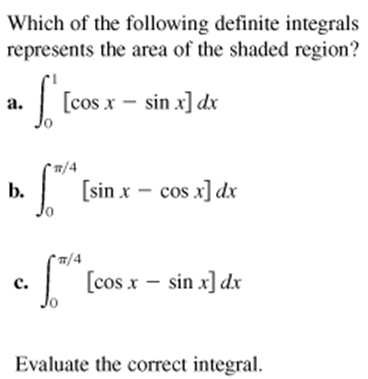 Which of the following definite integrals
represents the area of the shaded region?
a. ∫₀¹ [cos x − sin x] dx
b. ∫₀^(π/4) [sin x − cos x] dx
c. ∫₀^(π/4) [cos x − sin x] dx
Evaluate the correct integral.